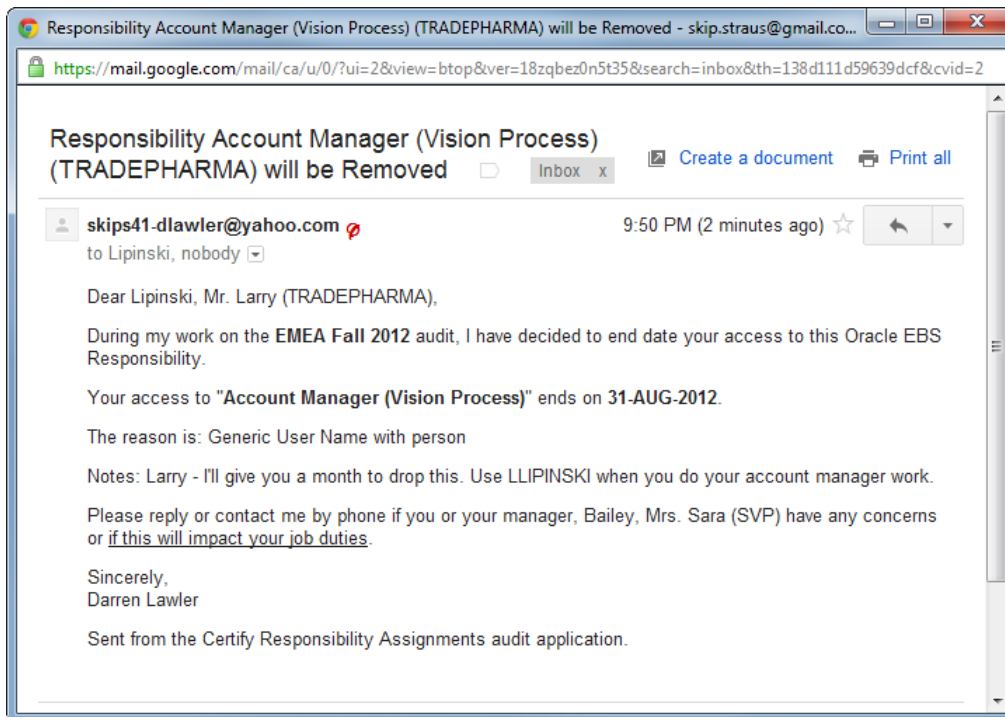 Responsibility Account Manager (Vision Process) (TRADEPHARMA) will be Removed - skip.straus@gmail.co...
https://mail.google.com/mail/ca/u/0/?ui=2&view=btop&ver=18zqbez0n5t35&search=inbox&th=138d111d59639dcf&cvid=2
Responsibility Account Manager (Vision Process)
(TRADEPHARMA) will be Removed
Inbox x
Create a document
Print all
skips41-dlawler@yahoo.com
9:50 PM (2 minutes ago)
to Lipinski, nobody
Dear Lipinski, Mr. Larry (TRADEPHARMA),
During my work on the EMEA Fall 2012 audit, I have decided to end date your access to this Oracle EBS
Responsibility.
Your access to "Account Manager (Vision Process)" ends on 31-AUG-2012.
The reason is: Generic User Name with person
Notes: Larry - I'll give you a month to drop this. Use LLIPINSKI when you do your account manager work.
Please reply or contact me by phone if you or your manager, Bailey, Mrs. Sara (SVP) have any concerns
or if this will impact your job duties.
Sincerely,
Darren Lawler
Sent from the Certify Responsibility Assignments audit application.